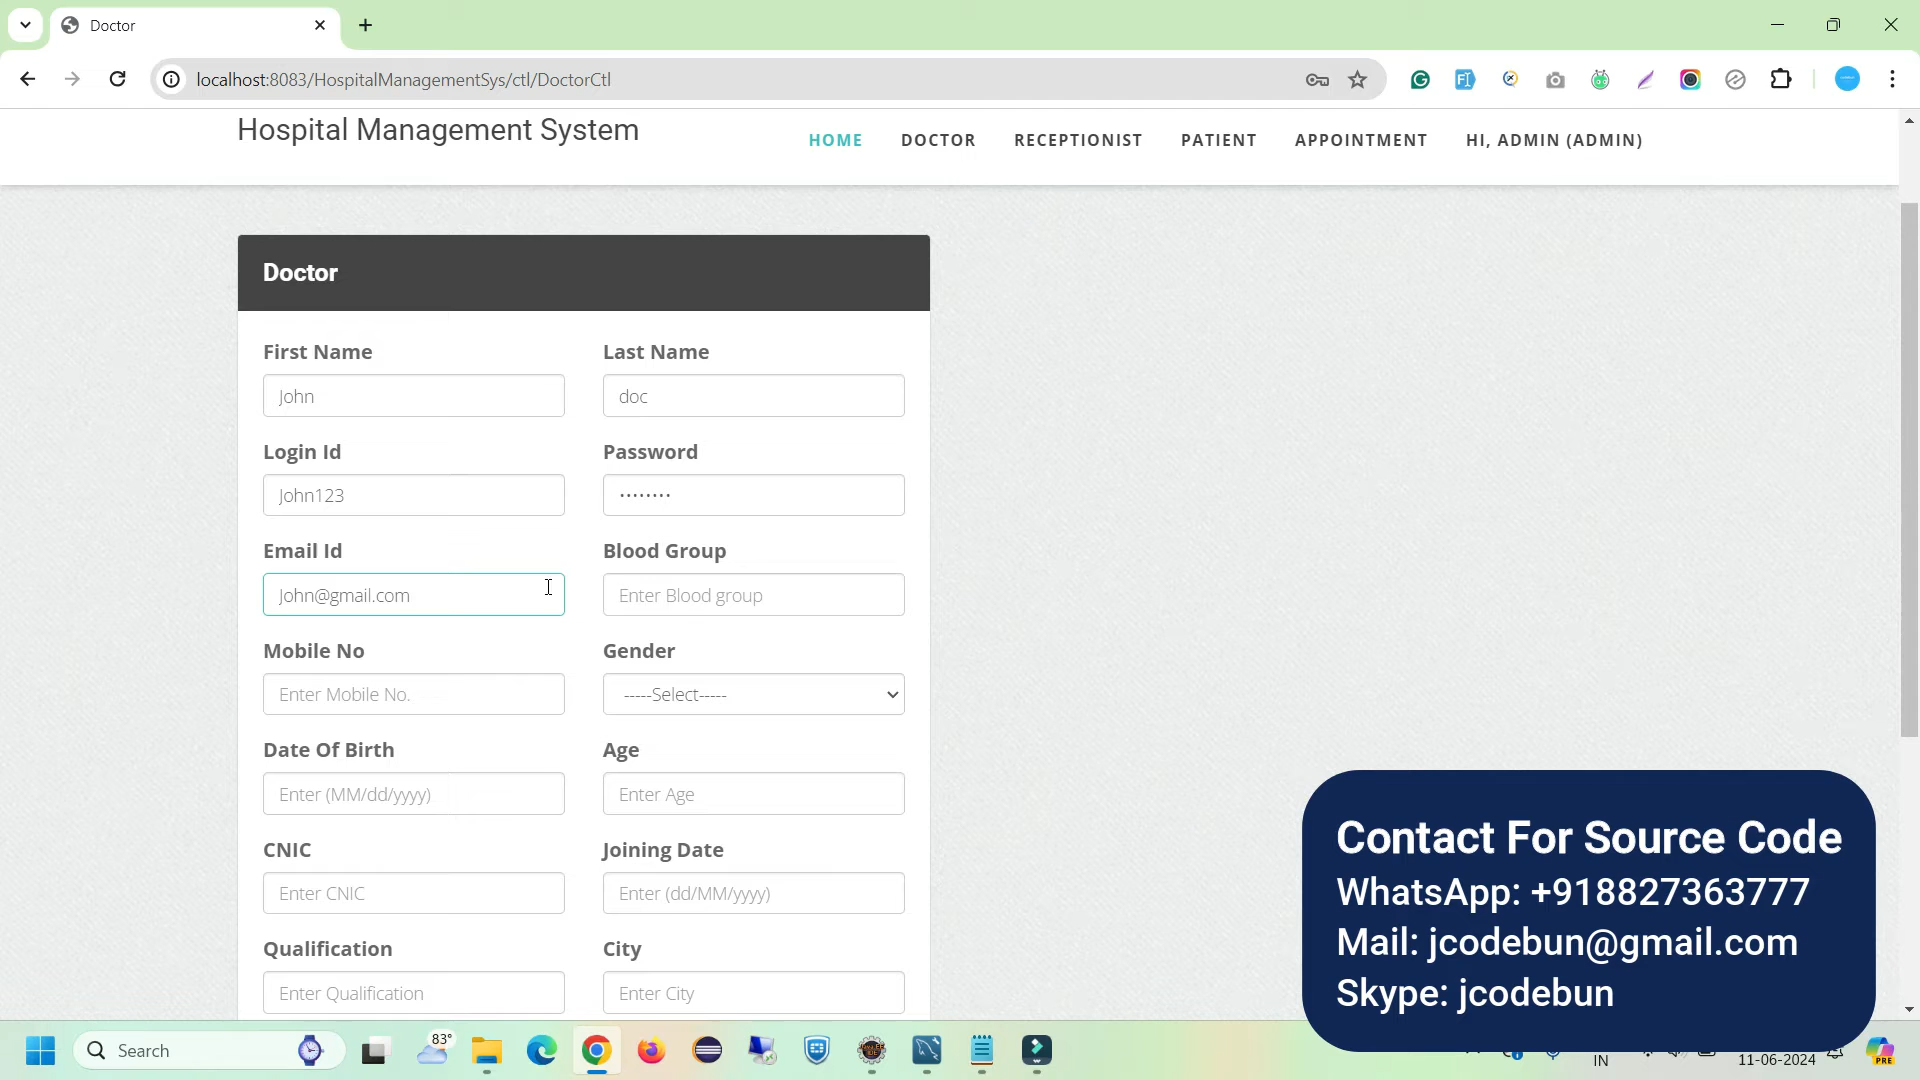 Doctor
localhost:8083/HospitalManagementSys/ctl/DoctorCtl
Hospital Management System
HOME DOCTOR RECEPTIONIST PATIENT APPOINTMENT HI, ADMIN (ADMIN)
Doctor
First Name Last Name
John doc
Login Id Password
John123 ••••••••
Email Id Blood Group
John@gmail.com Enter Blood group
Mobile No Gender
Enter Mobile No. -----Select-----
Date Of Birth Age
Enter (MM/dd/yyyy) Enter Age
CNIC Joining Date
Enter CNIC Enter (dd/MM/yyyy)
Qualification City
Enter Qualification Enter City
Contact For Source Code
WhatsApp: +918827363777
Mail: jcodebun@gmail.com
Skype: jcodebun
Search
83°
IN
11-06-2024
PRE